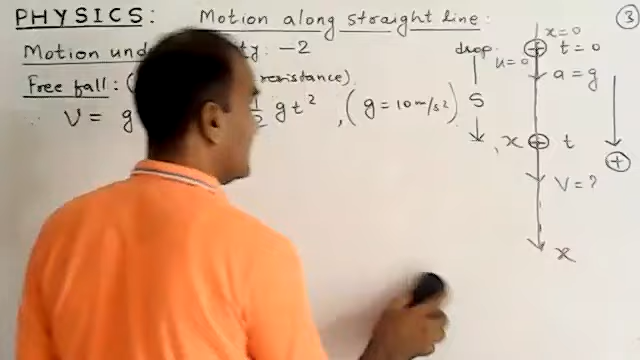 PHYSICS: Motion along straight line: ③
Motion und ty: -2
Free fall: ( resistance)
V = g ½ gt², (g = 10 m/s²)
drop
S
x=0
t=0
u=0
a=g
x t
+
V=?
x